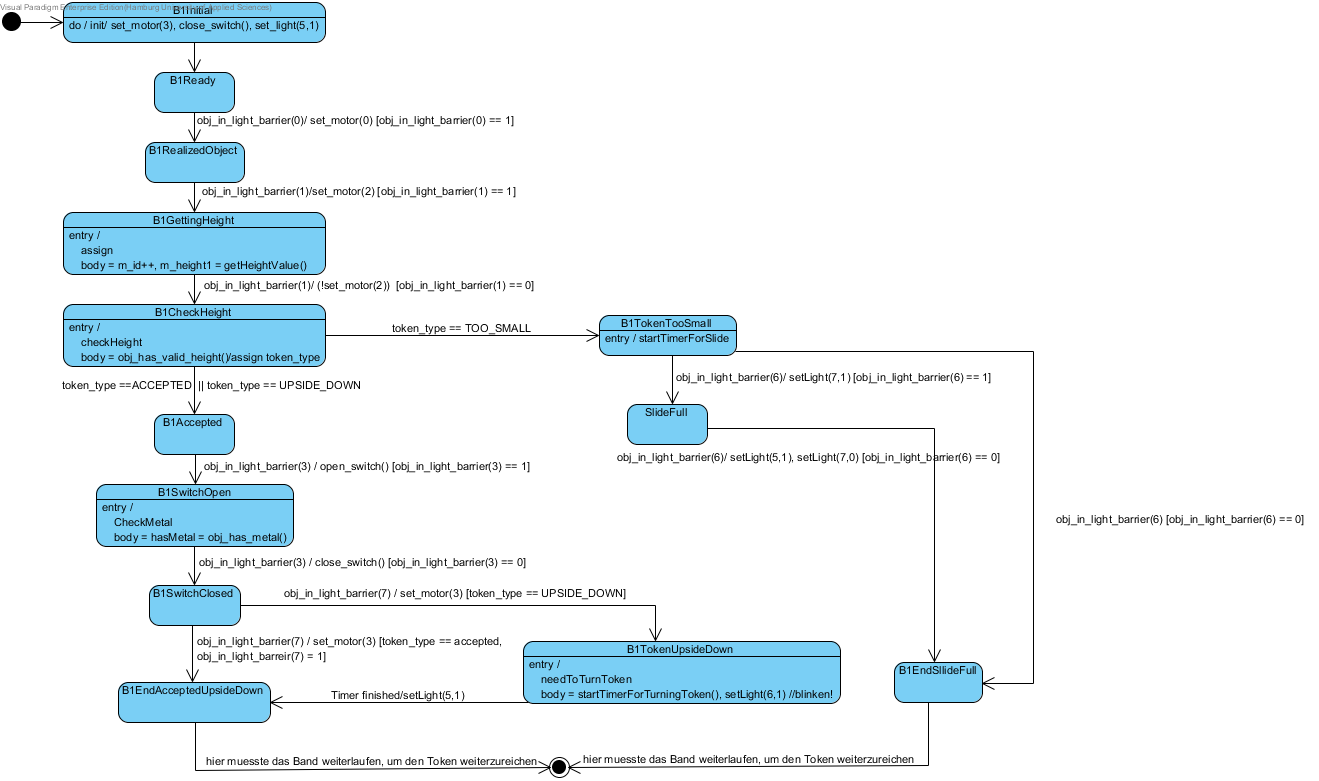 Visual Paradigm Enterprise Edition(Hamburg University of Applied Sciences)
B1Initial
do / init/ set_motor(3), close_switch(), set_light(5,1)
B1Ready
obj_in_light_barrier(0)/ set_motor(0) [obj_in_light_barrier(0) == 1]
B1RealizedObject
obj_in_light_barrier(1)/set_motor(2) [obj_in_light_barrier(1) == 1]
B1GettingHeight
entry /
assign
body = m_id++, m_height1 = getHeightValue()
obj_in_light_barrier(1)/ (!set_motor(2))  [obj_in_light_barrier(1) == 0]
B1CheckHeight
entry /
checkHeight
body = obj_has_valid_height()/assign token_type
token_type == TOO_SMALL
B1TokenTooSmall
entry / startTimerForSlide
obj_in_light_barrier(6)/ setLight(7,1) [obj_in_light_barrier(6) == 1]
token_type ==ACCEPTED  || token_type == UPSIDE_DOWN
SlideFull
B1Accepted
obj_in_light_barrier(6)/ setLight(5,1), setLight(7,0) [obj_in_light_barrier(6) == 0]
obj_in_light_barrier(3) / open_switch() [obj_in_light_barrier(3) == 1]
B1SwitchOpen
entry /
CheckMetal
body = hasMetal = obj_has_metal()
obj_in_light_barrier(6) [obj_in_light_barrier(6) == 0]
obj_in_light_barrier(3) / close_switch() [obj_in_light_barrier(3) == 0]
B1SwitchClosed
obj_in_light_barrier(7) / set_motor(3) [token_type == UPSIDE_DOWN]
obj_in_light_barrier(7) / set_motor(3) [token_type == accepted,
obj_in_light_barreir(7) = 1]
B1TokenUpsideDown
entry /
needToTurnToken
body = startTimerForTurningToken(), setLight(6,1) //blinken!
B1EndSllideFull
B1EndAcceptedUpsideDown
Timer finished/setLight(5,1)
hier muesste das Band weiterlaufen, um den Token weiterzureichen
hier muesste das Band weiterlaufen, um den Token weiterzureichen